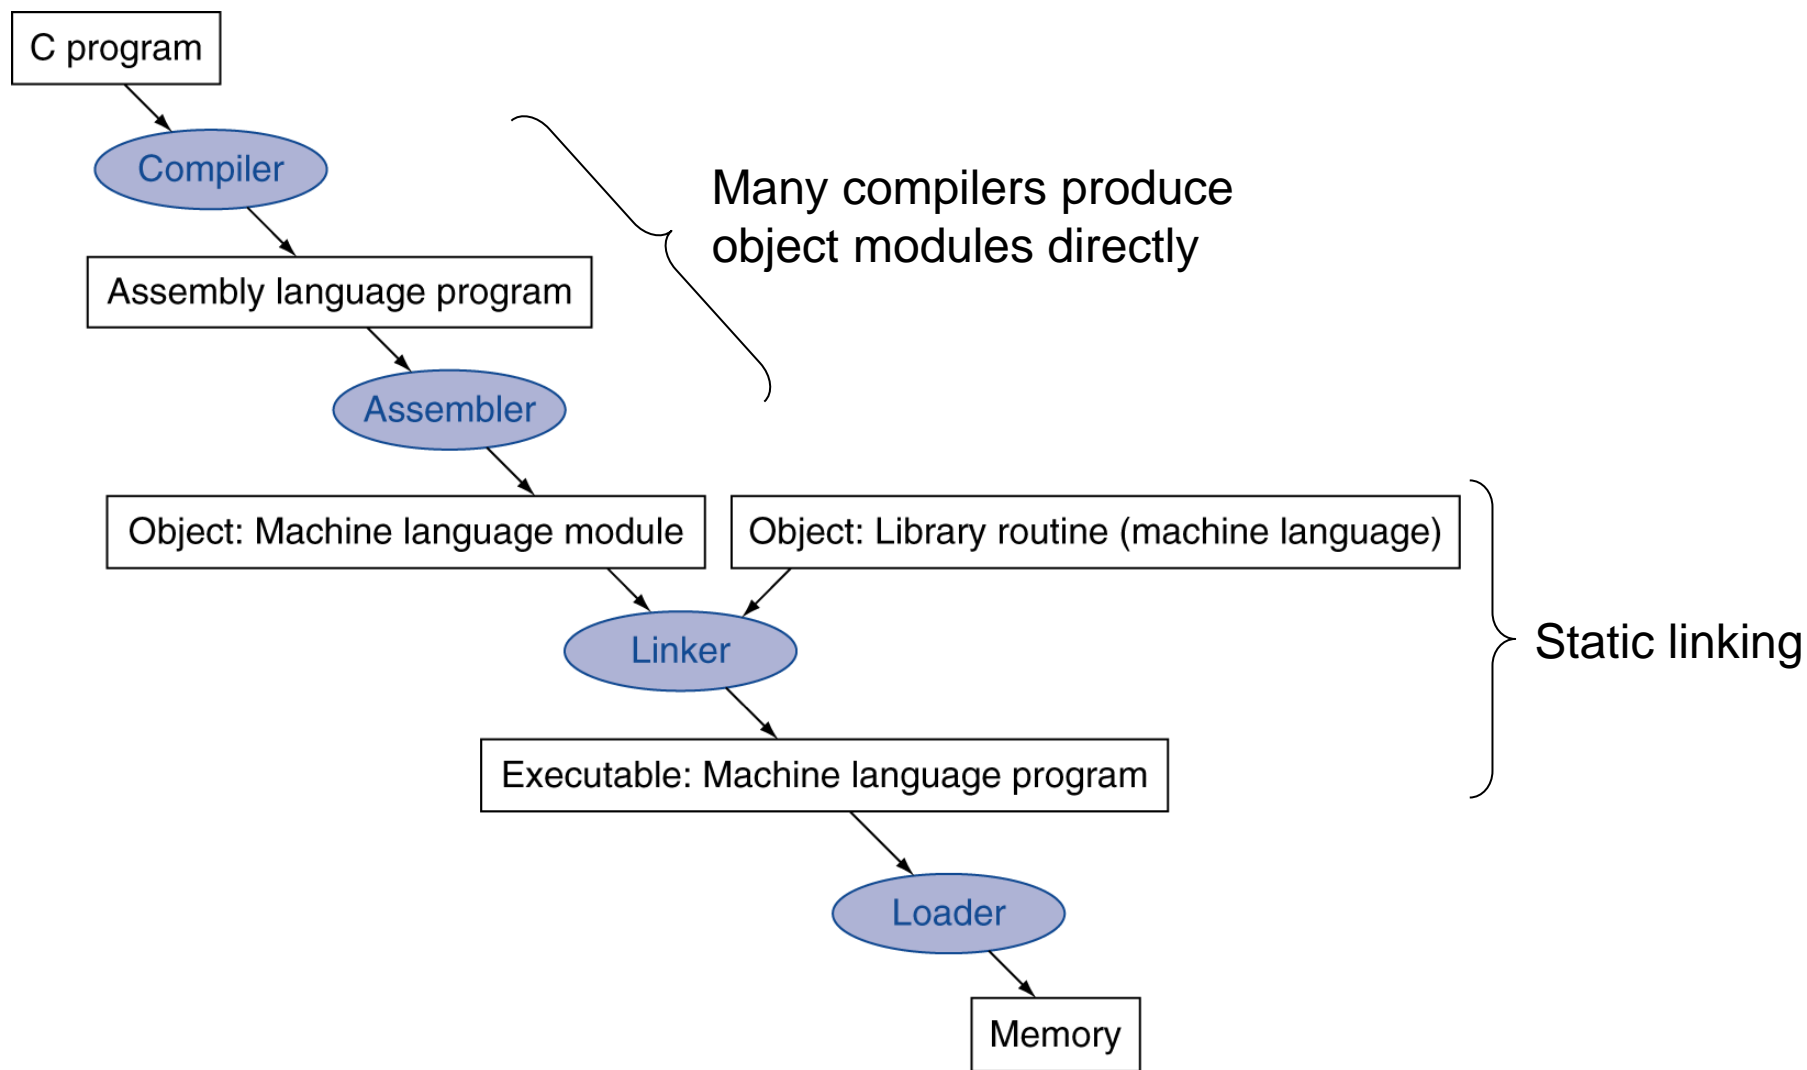 C program
Compiler
Many compilers produce
object modules directly
Assembly language program
Assembler
Object: Machine language module
Object: Library routine (machine language)
Linker
Static linking
Executable: Machine language program
Loader
Memory